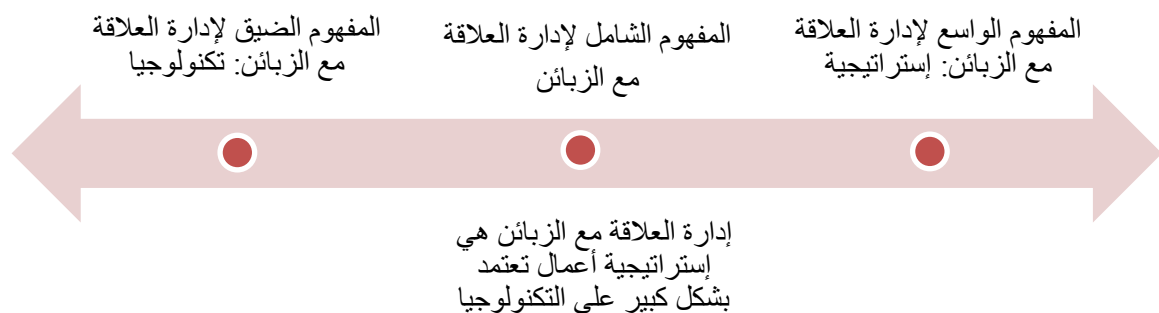 المفهوم الواسع لإدارة العلاقة
مع الزبائن: إستراتيجية
المفهوم الشامل لإدارة العلاقة
مع الزبائن
المفهوم الضيق لإدارة العلاقة
مع الزبائن: تكنولوجيا
إدارة العلاقة مع الزبائن هي
إستراتيجية أعمال تعتمد
بشكل كبير على التكنولوجيا